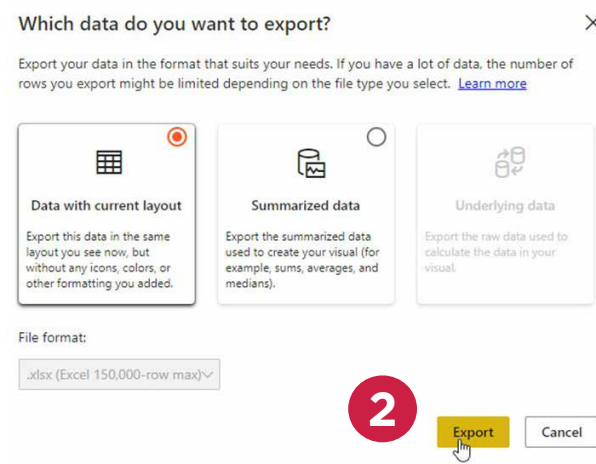 Which data do you want to export?
Export your data in the format that suits your needs. If you have a lot of data, the number of
rows you export might be limited depending on the file type you select. Learn more
Data with current layout
Export this data in the same
layout you see now, but
without any icons, colors, or
other formatting you added.
Summarized data
Export the summarized data
used to create your visual (for
example, sums, averages, and
medians).
Underlying data
Export the raw data used to
calculate the data in your
visual.
File format:
.xlsx (Excel 150,000-row max)
2
Export
Cancel